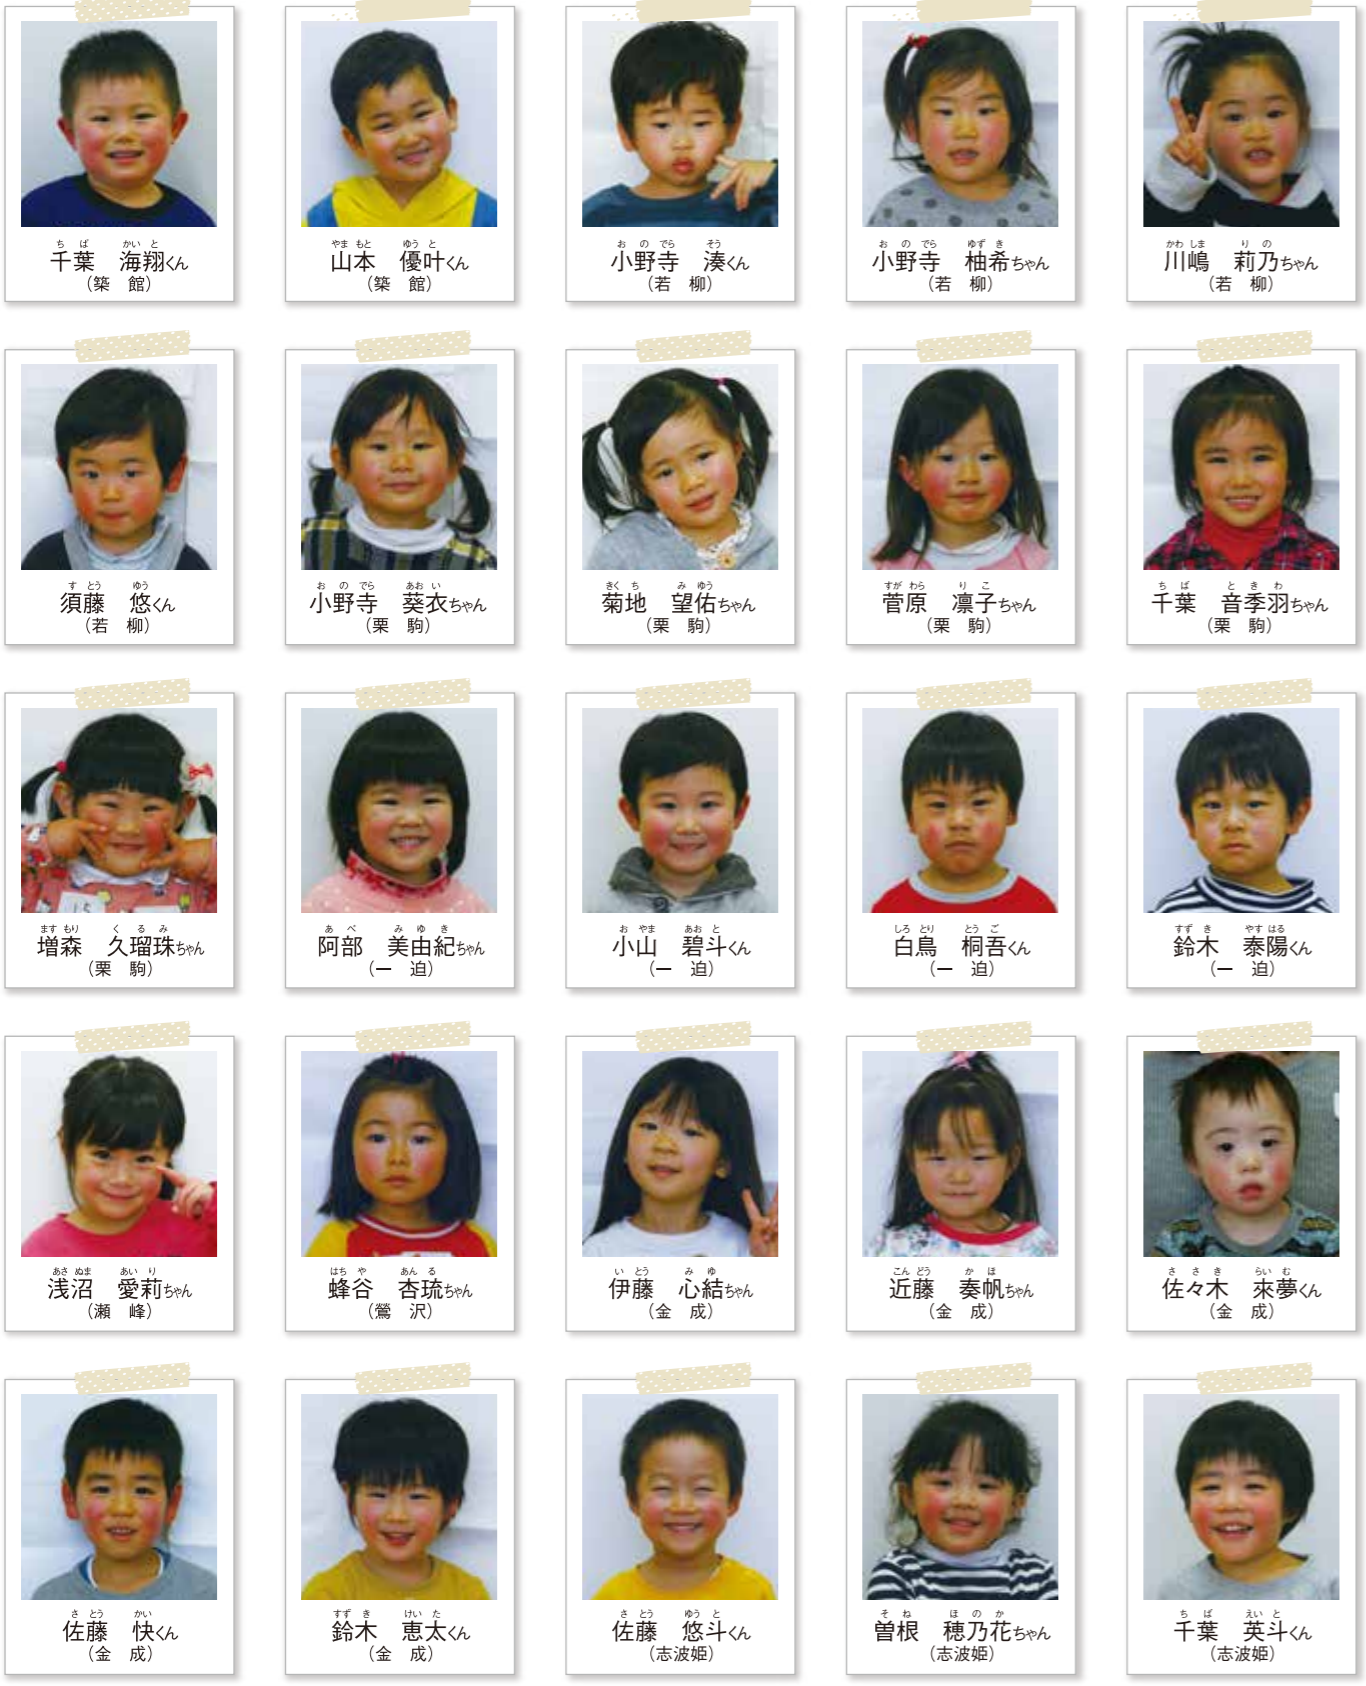 ち ば かい と
千葉 海翔くん
（築 館）
やま もと ゆう と
山本 優叶くん
（築 館）
お の でら そう
小野寺 湊くん
（若 柳）
お の でら ゆず き
小野寺 柚希ちゃん
（若 柳）
かわ しま り の
川嶋 莉乃ちゃん
（若 柳）
す とう ゆう
須藤 悠くん
（若 柳）
お の でら あお い
小野寺 葵衣ちゃん
（栗 駒）
きく ち み ゆう
菊地 望佑ちゃん
（栗 駒）
すが わら り こ
菅原 凛子ちゃん
（栗 駒）
ち ば と き わ
千葉 音季羽ちゃん
（栗 駒）
15
ます もり く る み
増森 久瑠珠ちゃん
（栗 駒）
あ べ み ゆ き
阿部 美由紀ちゃん
（一 迫）
お やま あお と
小山 碧斗くん
（一 迫）
しろ とり とう ご
白鳥 桐吾くん
（一 迫）
すず き やす はる
鈴木 泰陽くん
（一 迫）
あさ ぬま あい り
浅沼 愛莉ちゃん
（瀬 峰）
はち や あん る
蜂谷 杏琉ちゃん
（鶯 沢）
い とう み ゆ
伊藤 心結ちゃん
（金 成）
こん どう か ほ
近藤 奏帆ちゃん
（金 成）
さ さ き らい む
佐々木 來夢くん
（金 成）
さ とう かい
佐藤 快くん
（金 成）
すず き けい た
鈴木 恵太くん
（金 成）
さ とう ゆう と
佐藤 悠斗くん
（志波姫）
そ ね ほ の か
曽根 穂乃花ちゃん
（志波姫）
ち ば えい と
千葉 英斗くん
（志波姫）